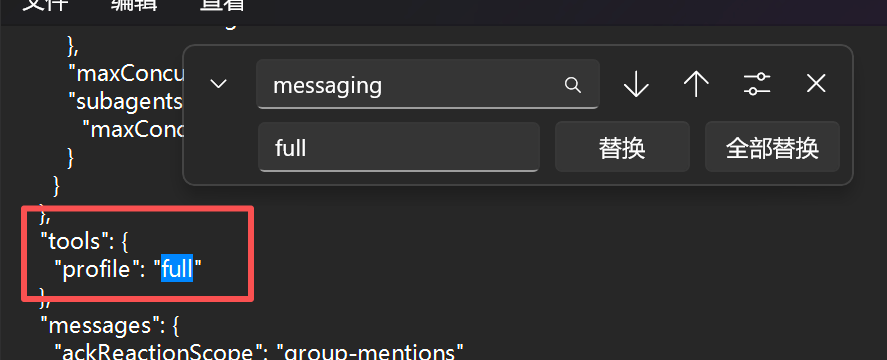 文件 编辑 查看
},
"maxConcu
"subagents
"maxConc
}
}
},
"tools": {
"profile": "full"
},
"messages": {
"ackReactionScope": "group-mentions"
messaging
full
替换
全部替换